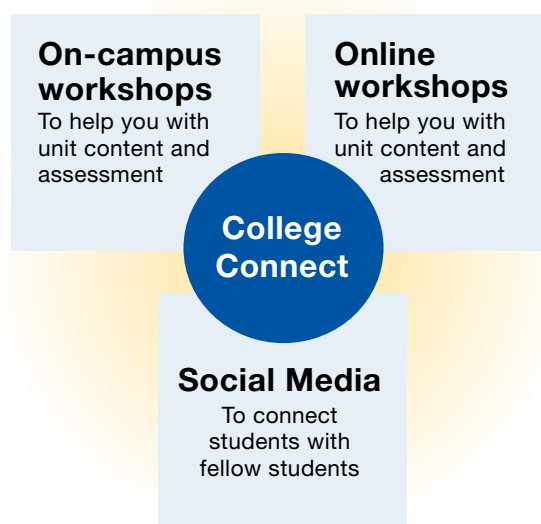 On-campus
workshops
To help you with
unit content and
assessment
Online
workshops
To help you with
unit content and
assessment
College
Connect
Social Media
To connect
students with
fellow students